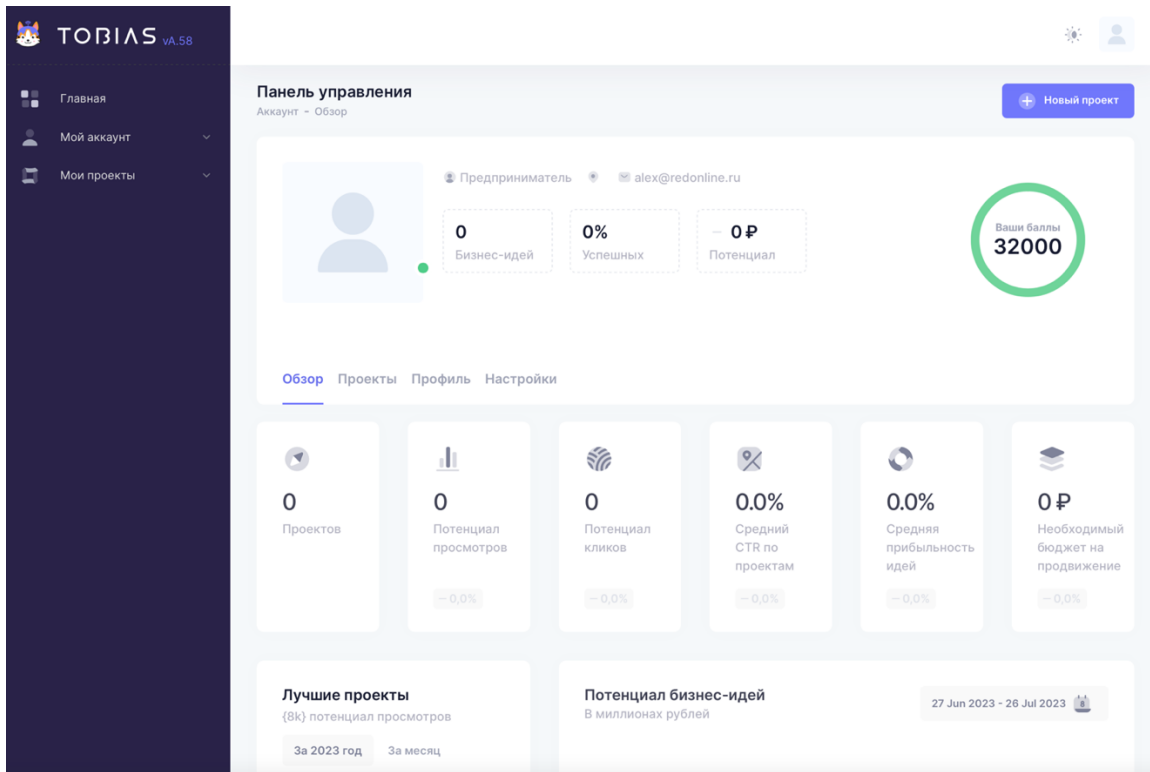 TOBIAS vA.58
Главная
Мой аккаунт
Мои проекты
Панель управления
Аккаунт - Обзор
Новый проект
Предприниматель alex@redonline.ru
0
Бизнес-идей
0%
Успешных
— 0 ₽
Потенциал
Ваши баллы
32000
Обзор Проекты Профиль Настройки
0
Проектов
0
Потенциал
просмотров
– 0,0%
0
Потенциал
кликов
– 0,0%
0.0%
Средний
CTR по
проектам
– 0,0%
0.0%
Средняя
прибыльность
идей
– 0,0%
0 ₽
Необходимый
бюджет на
продвижение
– 0,0%
Лучшие проекты
{8k} потенциал просмотров
За 2023 год За месяц
Потенциал бизнес-идей
В миллионах рублей
27 Jun 2023 - 26 Jul 2023 8